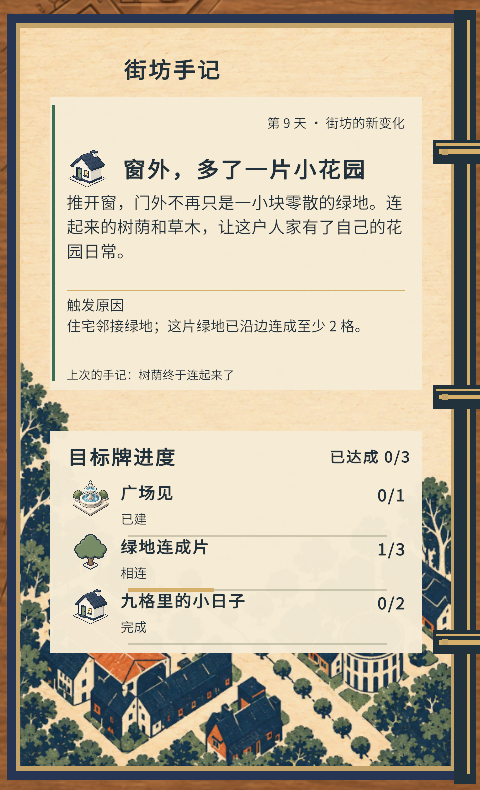 街坊手记
第 9 天 · 街坊的新变化
窗外，多了一片小花园
推开窗，门外不再只是一小块零散的绿地。连
起来的树荫和草木，让这户人家有了自己的花
园日常。
触发原因
住宅邻接绿地；这片绿地已沿边连成至少 2 格。
上次的手记：树荫终于连起来了
目标牌进度
已达成 0/3
广场见
0/1
已建
绿地连成片
1/3
相连
九格里的小日子
0/2
完成